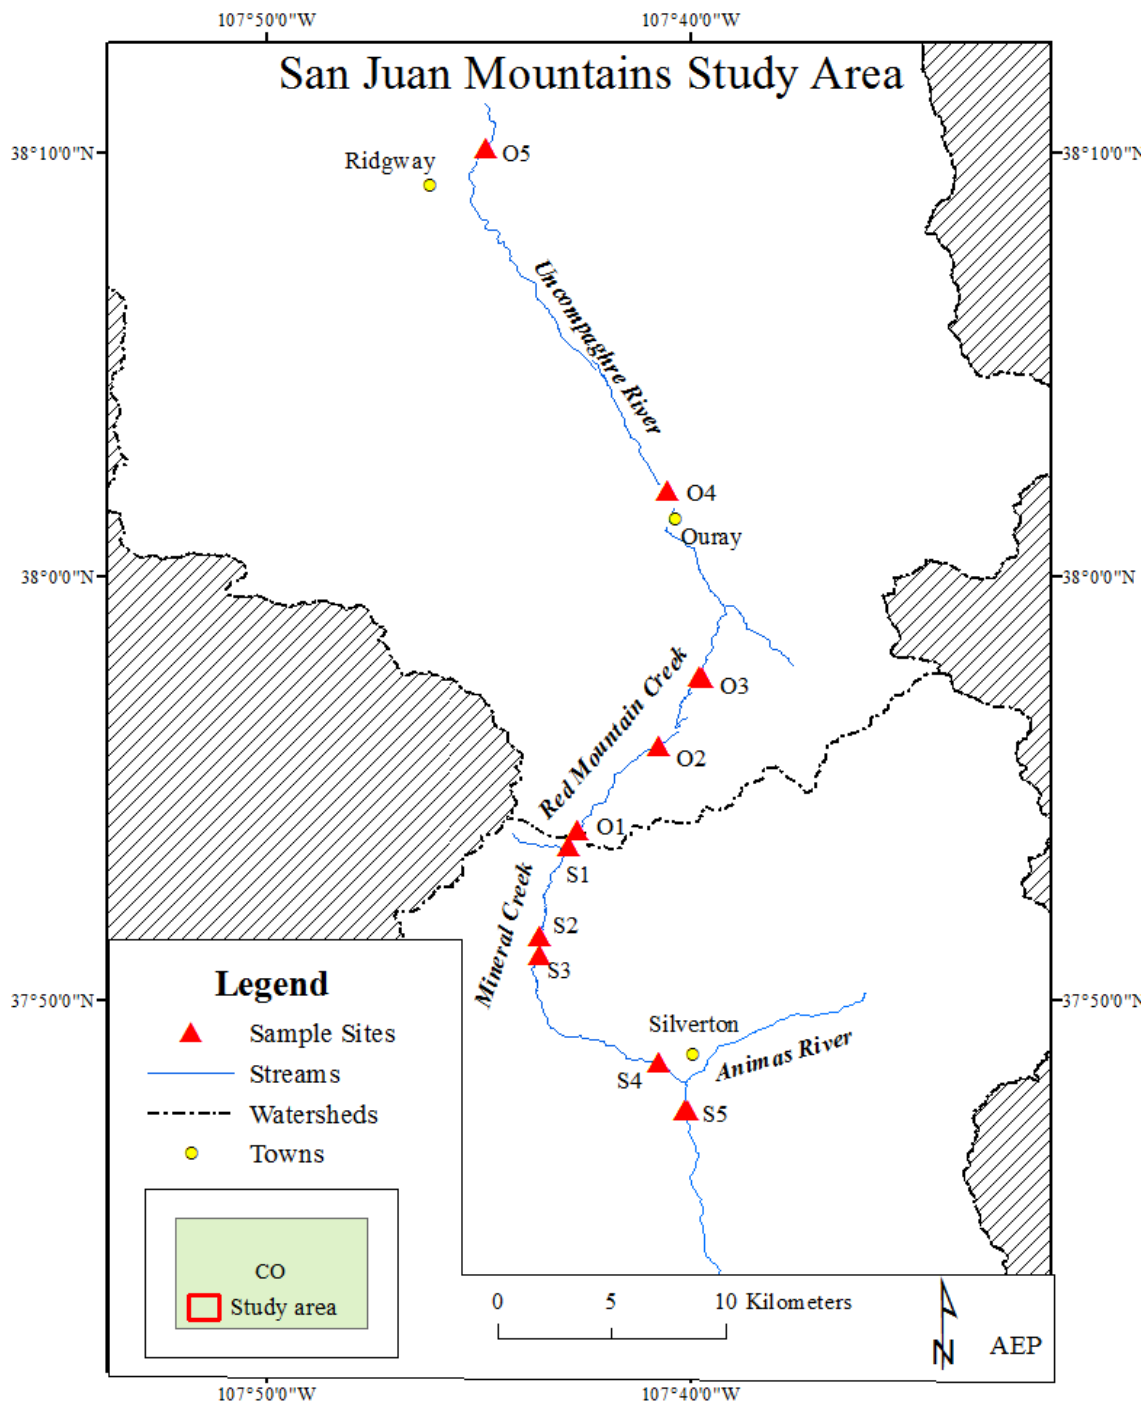 107°50'0"W
107°40'0"W
San Juan Mountains Study Area
38°10'0"N
38°10'0"N
O5
Ridgway
Uncompaghre River
O4
Ouray
38°0'0"N
38°0'0"N
Red Mountain Creek
O3
O2
O1
S1
Mineral Creek
S2
S3
37°50'0"N
37°50'0"N
Silverton
Animas River
S4
S5
Legend
Sample Sites
Streams
Watersheds
Towns
CO
Study area
0 5 10 Kilometers
N
AEP
107°50'0"W
107°40'0"W